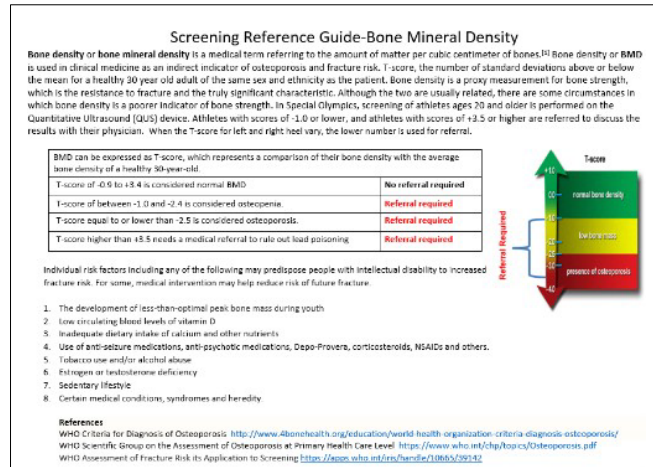 Screening Reference Guide-Bone Mineral Density
Bone density or bone mineral density is a medical term referring to the amount of matter per cubic centimeter of bones.[1] Bone density or BMD
is used in clinical medicine as an indirect indicator of osteoporosis and fracture risk. T-score, the number of standard deviations above or below
the mean for a healthy 30 year old adult of the same sex and ethnicity as the patient. Bone density is a proxy measurement for bone strength,
which is the resistance to fracture and the truly significant characteristic. Although the two are usually related, there are some circumstances
in which bone density is a poorer indicator of bone strength. In Special Olympics, screening of athletes ages 20 and older is performed on the
Quantitative Ultrasound (QUS) device. Athletes with scores of -1.0 or lower, and athletes with scores of +3.5 or higher are referred to discuss the
results with their physician. When the T-score for left and right heel vary, the lower number is used for referral.
BMD can be expressed as T-score, which represents a comparison of their bone density with the average
bone density of a healthy 30-year-old.
T-score of -0.9 to +3.4 is considered normal BMD No referral required
T-score of between -1.0 and -2.4 is considered osteopenia. Referral required
T-score equal to or lower than -2.5 is considered osteoporosis. Referral required
T-score higher than +3.5 needs a medical referral to rule out lead poisoning Referral required
T-score
normal bone density
low bone mass
presence of osteoporosis
Referral Required
Individual risk factors including any of the following may predispose people with intellectual disability to increased
fracture risk. For some, medical intervention may help reduce risk of future fracture.
1. The development of less-than-optimal peak bone mass during youth
2. Low circulating blood levels of vitamin D
3. Inadequate dietary intake of calcium and other nutrients
4. Use of anti-seizure medications, anti-psychotic medications, Depo-Provera, corticosteroids, NSAIDs and others.
5. Tobacco use and/or alcohol abuse
6. Estrogen or testosterone deficiency
7. Sedentary lifestyle
8. Certain medical conditions, syndromes and heredity
References
WHO Criteria for Diagnosis of Osteoporosis http://www.4bonehealth.org/education/world-health-organization-criteria-diagnosis-osteoporosis/
WHO Scientific Group on the Assessment of Osteoporosis at Primary Health Care Level https://www.who.int/chp/topics/Osteoporosis.pdf
WHO Assessment of Fracture Risk its Application to Screening https://apps.who.int/iris/handle/10665/39142